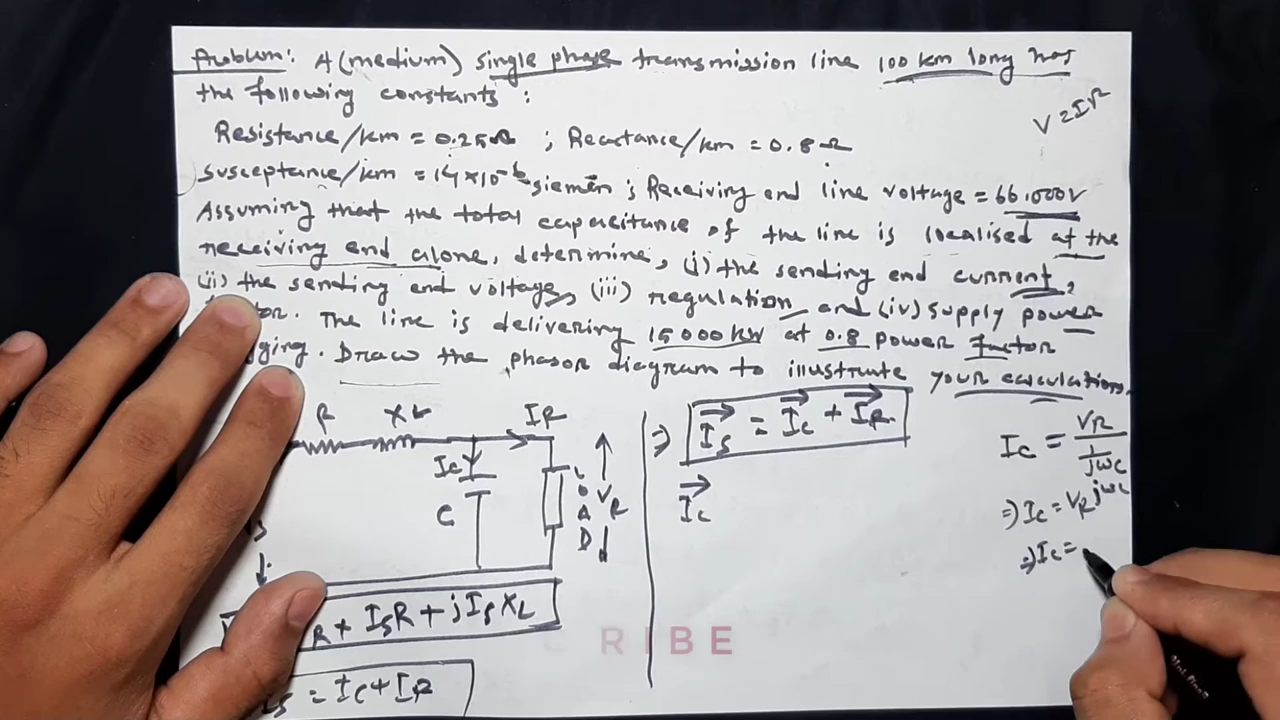 Problem: A (medium) single phase transmission line 100 km long has
the following constants :
V = IR
Resistance/km = 0.25Ω ; Reactance/km = 0.8Ω
Susceptance/km = 14×10⁻⁶ siemen ; Receiving end line voltage = 66,000V
Assuming that the total capacitance of the line is localised at the
receiving end alone, determine, (i) the sending end current,
(ii) the sending end voltage, (iii) regulation and (iv) supply power
The line is delivering 15000 kW at 0.8 power factor
Draw the phasor diagram to illustrate your calculations.
R XL IR
Ic
C
LOAD
VR
R + IsR + jIsXL
= Ic + IR
⇒) Is = Ic + IR
Ic
Ic = VR / 1/jωc
⇒) Ic = VR jωc
⇒) Ic =
RIBE